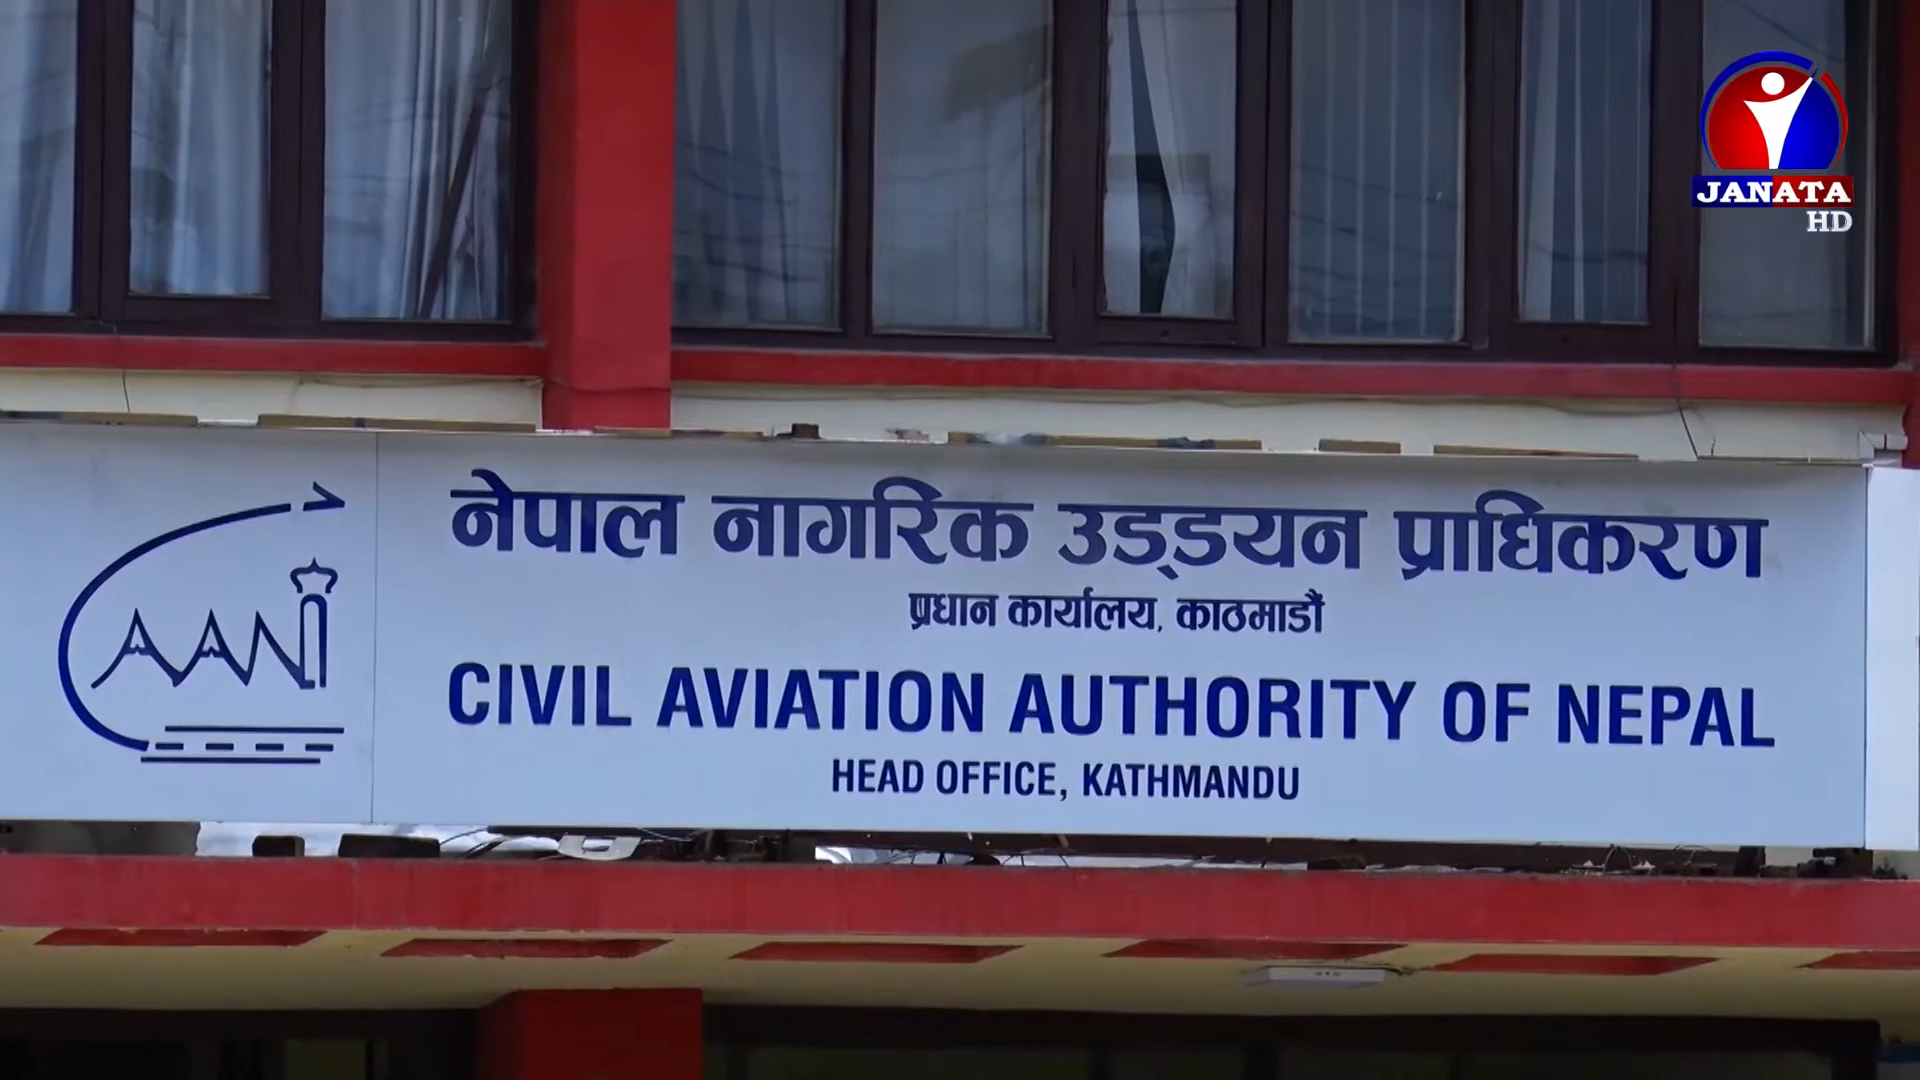 JANATA
HD
नेपाल नागरिक उड्डयन प्राधिकरण
प्रधान कार्यालय, काठमाडौं
CIVIL AVIATION AUTHORITY OF NEPAL
HEAD OFFICE, KATHMANDU